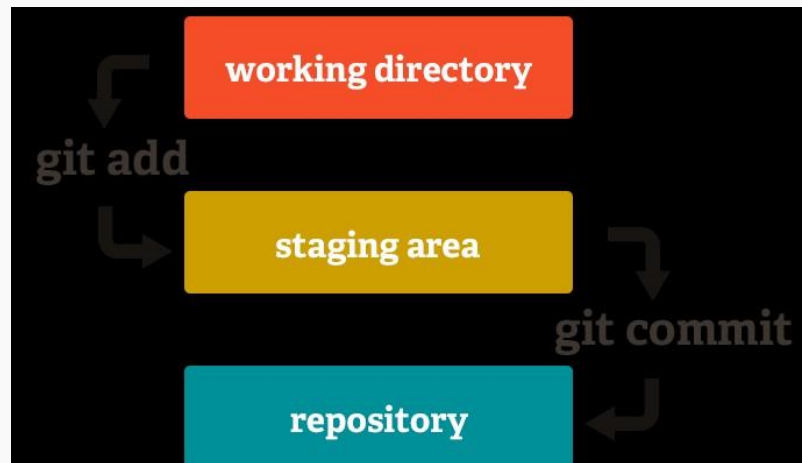 working directory
git add
staging area
git commit
repository